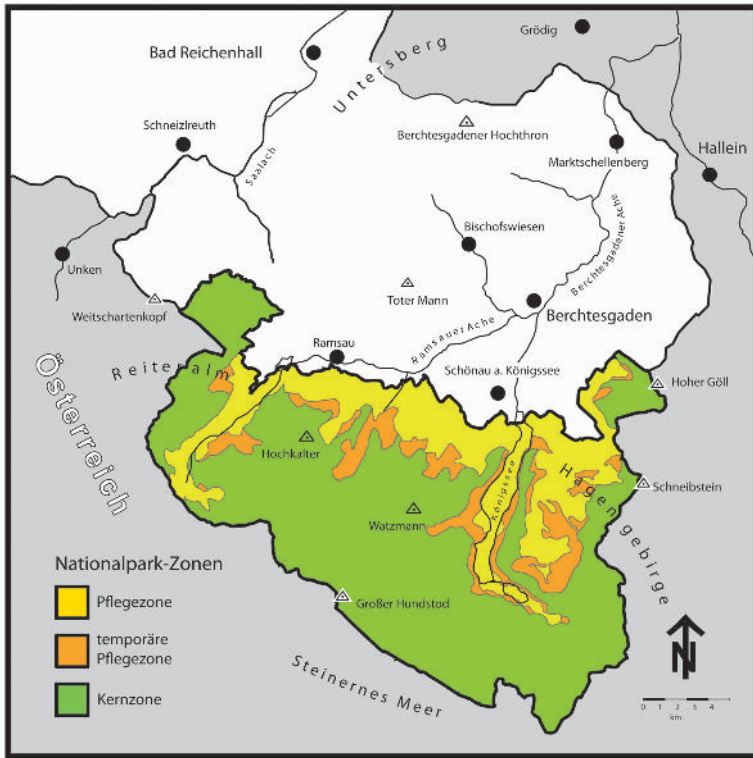 Grödig
Bad Reichenhall
Untersberg
Schneizlreuth
Berchtesgadener Hochthron
Marktschellenberg
Hallein
Saalach
Bischofswiesen
Berchtesgadener Ache
Unken
Toter Mann
Weitschartenkopf
Berchtesgaden
Ramsau
Ramsauer Ache
Reiteralm
Schönau a. Königssee
Hoher Göll
Österreich
Hochkalter
Königssee
Hagengebirge
Schneibstein
Watzmann
Nationalpark-Zonen
Pflegezone
temporäre
Pflegezone
Kernzone
Großer Hundstod
Steinernes Meer
N
0 1 2 3 4
km